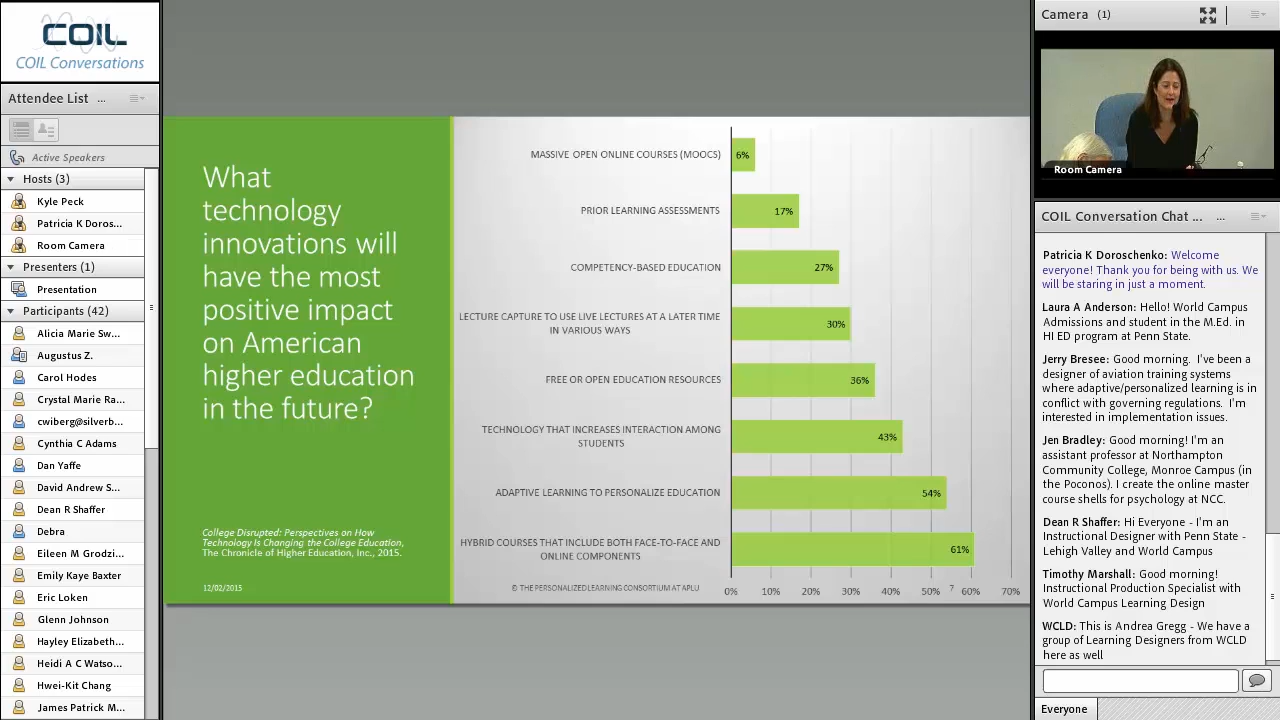 COIL
COIL Conversations
Attendee List ...
Active Speakers
Hosts (3)
Kyle Peck
Patricia K Doros...
Room Camera
Presenters (1)
Presentation
Participants (42)
Alicia Marie Sw...
Augustus Z.
Carol Hodes
Crystal Marie Ra...
cwiberg@silverb...
Cynthia C Adams
Dan Yaffe
David Andrew S...
Dean R Shaffer
Debra
Eileen M Grodzi...
Emily Kaye Baxter
Eric Loken
Glenn Johnson
Hayley Elizabeth...
Heidi A C Watso...
Hwei-Kit Chang
James Patrick M...
What
technology
innovations will
have the most
positive impact
on American
higher education
in the future?
College Disrupted: Perspectives on How
Technology Is Changing the College Education,
The Chronicle of Higher Education, Inc., 2015.
12/02/2015
MASSIVE OPEN ONLINE COURSES (MOOCS)
6%
PRIOR LEARNING ASSESSMENTS
17%
COMPETENCY-BASED EDUCATION
27%
LECTURE CAPTURE TO USE LIVE LECTURES AT A LATER TIME
IN VARIOUS WAYS
30%
FREE OR OPEN EDUCATION RESOURCES
36%
TECHNOLOGY THAT INCREASES INTERACTION AMONG
STUDENTS
43%
ADAPTIVE LEARNING TO PERSONALIZE EDUCATION
54%
HYBRID COURSES THAT INCLUDE BOTH FACE-TO-FACE AND
ONLINE COMPONENTS
61%
© THE PERSONALIZED LEARNING CONSORTIUM AT APLU
7
0% 10% 20% 30% 40% 50% 60% 70%
Camera (1)
Room Camera
COIL Conversation Chat ... ...
Patricia K Doroschenko: Welcome
everyone! Thank you for being with us. We
will be staring in just a moment.
Laura A Anderson: Hello! World Campus
Admissions and student in the M.Ed. in
HI ED program at Penn State.
Jerry Bresee: Good morning. I've been a
designer of aviation training systems
where adaptive/personalized learning is in
conflict with governing regulations. I'm
interested in implementation issues.
Jen Bradley: Good morning! I'm an
assistant professor at Northampton
Community College, Monroe Campus (in
the Poconos). I create the online master
course shells for psychology at NCC.
Dean R Shaffer: Hi Everyone - I'm an
Instructional Designer with Penn State -
Lehigh Valley and World Campus
Timothy Marshall: Good morning!
Instructional Production Specialist with
World Campus Learning Design
WCLD: This is Andrea Gregg - We have a
group of Learning Designers from WCLD
here as well
Everyone